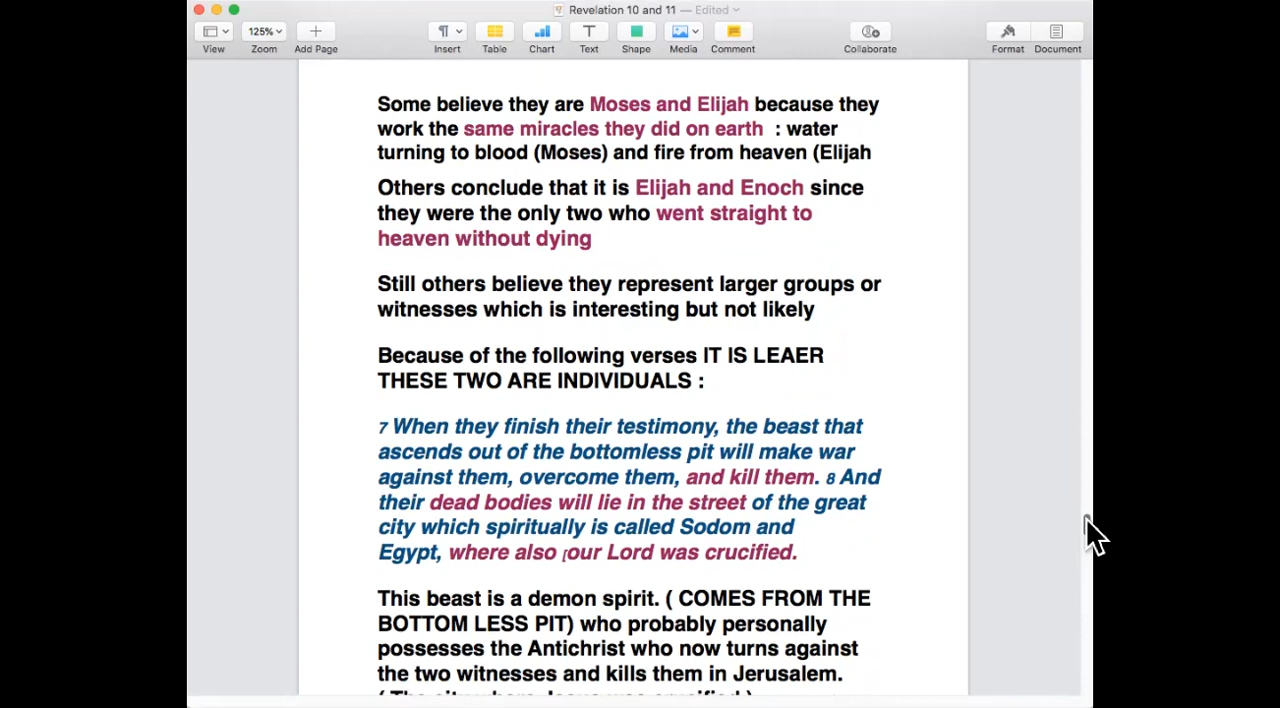 Revelation 10 and 11 — Edited
125%
View
Zoom
Add Page
Insert
Table
Chart
Text
Shape
Media
Comment
Collaborate
Format
Document
Some believe they are Moses and Elijah because they
work the same miracles they did on earth : water
turning to blood (Moses) and fire from heaven (Elijah
Others conclude that it is Elijah and Enoch since
they were the only two who went straight to
heaven without dying
Still others believe they represent larger groups or
witnesses which is interesting but not likely
Because of the following verses IT IS LEAER
THESE TWO ARE INDIVIDUALS :
7 When they finish their testimony, the beast that
ascends out of the bottomless pit will make war
against them, overcome them, and kill them. 8 And
their dead bodies will lie in the street of the great
city which spiritually is called Sodom and
Egypt, where also [our Lord was crucified.
This beast is a demon spirit. ( COMES FROM THE
BOTTOM LESS PIT) who probably personally
possesses the Antichrist who now turns against
the two witnesses and kills them in Jerusalem.
( The city where Jesus was crucified )